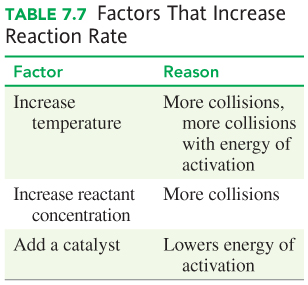 TABLE 7.7 Factors That Increase
Reaction Rate
Factor Reason
Increase More collisions,
temperature more collisions
with energy of
activation
Increase reactant More collisions
concentration
Add a catalyst Lowers energy of
activation